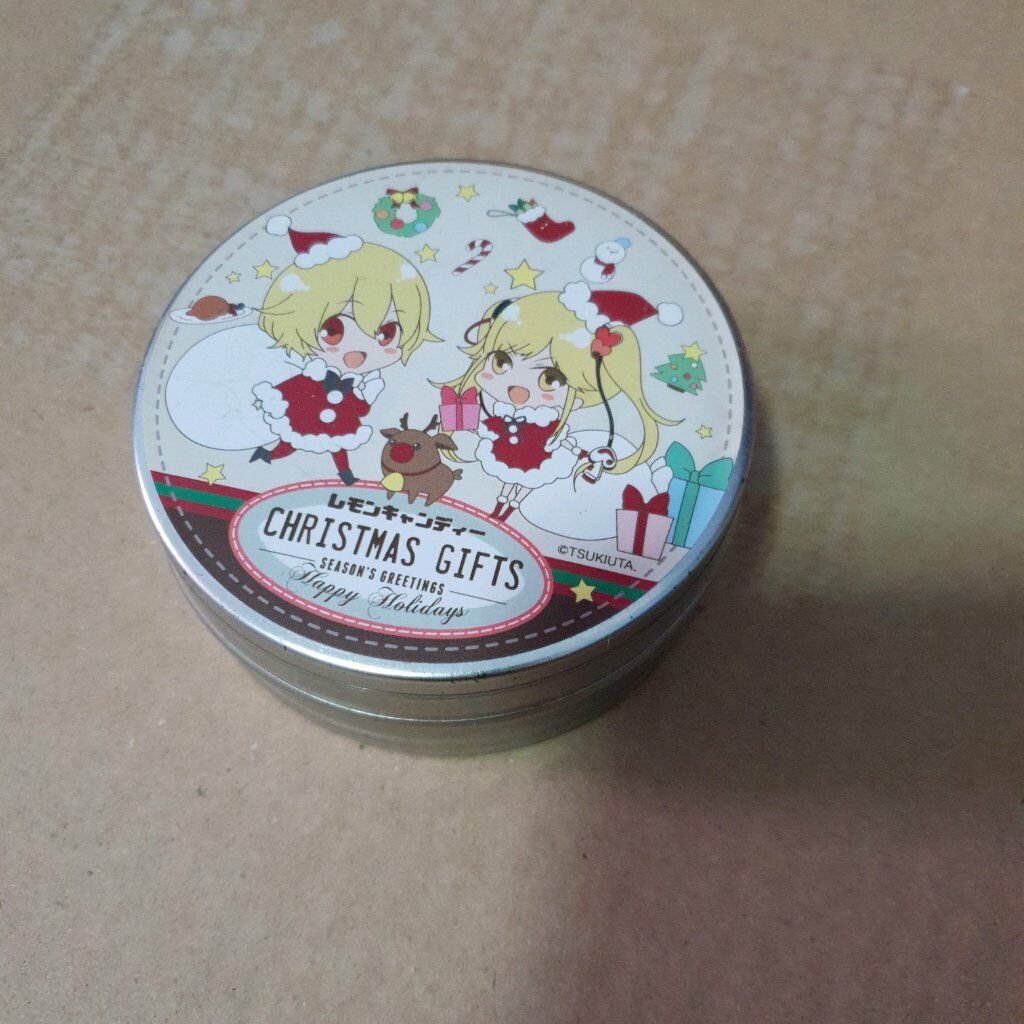 レモンキャンディー
CHRISTMAS GIFTS
SEASON'S GREETINGS
Happy Holidays
©TSUKIUTA.